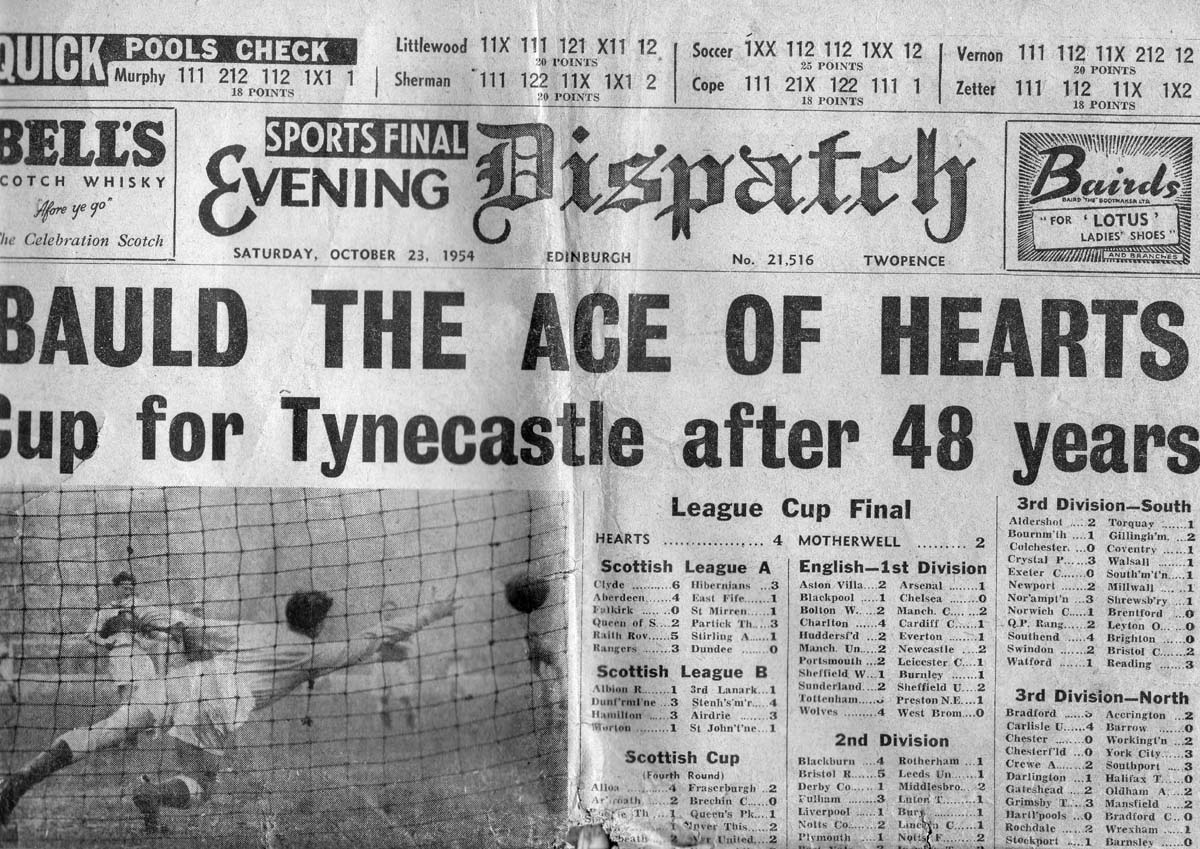 QUICK POOLS CHECK
Murphy 111 212 112 1X1 1
18 POINTS
Littlewood 11X 111 121 X11 12
20 POINTS
Sherman 111 122 11X 1X1 2
20 POINTS
Soccer 1XX 112 112 1XX 12
25 POINTS
Cope 111 21X 122 111 1
18 POINTS
Vernon 111 112 11X 212 12
20 POINTS
Zetter 111 112 11X 1X2
18 POINTS
BELL'S
SCOTCH WHISKY
"Afore ye go"
The Celebration Scotch
SPORTS FINAL
EVENING Dispatch
SATURDAY, OCTOBER 23, 1954 EDINBURGH No. 21,516 TWOPENCE
Bairds
BAIRD "THE" BOOTMAKER LTD.
"FOR 'LOTUS'
LADIES' SHOES"
AND BRANCHES
BAULD THE ACE OF HEARTS
Cup for Tynecastle after 48 years
League Cup Final
HEARTS .............. 4 MOTHERWELL ......... 2
Scottish League A
Clyde .........6 Hibernians ...3
Aberdeen ....4 East Fife.....1
Falkirk ..... ..0 St Mirren.....1
Queen of S...2 Partick Th...3
Raith Rov.....5 Stirling A.....1
Rangers ......3 Dundee ......0
Scottish League B
Albion R.......1 3rd Lanark...1
Dunf'rml'ne ...3 Stenh's'm'r....4
Hamilton .....3 Airdrie .......3
Morton ........1 St John't'ne...1
Scottish Cup
(Fourth Round)
Alloa ..........4 Fraserburgh ..2
Ar'roath ......2 Brechin C.....0
Th ...1 Queen's Pk....1
This....2
United...2
English—1st Division
Aston Villa...2 Arsenal ......1
Blackpool .....1 Chelsea ......0
Bolton W. ...2 Manch. C......2
Charlton ......4 Cardiff C.....1
Huddersf'd ...2 Everton ......1
Manch. Un....2 Newcastle ...2
Portsmouth ...2 Leicester C...1
Sheffield W...1 Burnley ......1
Sunderland ...2 Sheffield U...2
Tottenham..... Preston N.E....1
Wolves ........4 West Brom...0
2nd Division
Blackburn ....4 Rotherham ...1
Bristol R......5 Leeds Un.....1
Derby Co......1 Middlesbro...2
Fulham ........3 Luton T.......1
Liverpool .....1 Bury ..........1
Notts Co......2 Lincoln C.....1
Plymouth .....1 Notts F.......2
3rd Division—South
Aldershot ....2 Torquay ......1
Bournm'th ...1 Gillingh'm. ...2
Colchester. ...0 Coventry .....1
Crystal P.....3 Walsall .......1
Exeter C......0 South'm't'n...1
Newport ......2 Millwall ......1
Nor'ampt'n ...3 Shrewsb'ry ...1
Norwich C....1 Brentford ....0
Q.P. Rang.....2 Leyton O.....0
Southend .....4 Brighton .....0
Swindon ......2 Bristol C......2
Watford .......1 Reading ......3
3rd Division—North
Bradford ..... Accrington ...2
Carlisle U.....4 Barrow .......0
Chester .......0 Working't'n ...2
Chesterf'ld ...0 York City.....3
Crewe A......2 Southport ....3
Darlington ...1 Halifax T.....0
Gateshead ....2 Oldham A....2
Grimsby T....3 Mansfield ....2
Hartl'pools ...0 Bradford C...0
Rochdale .....2 Wrexham ....1
Stockport ....1 Barnsley .....0